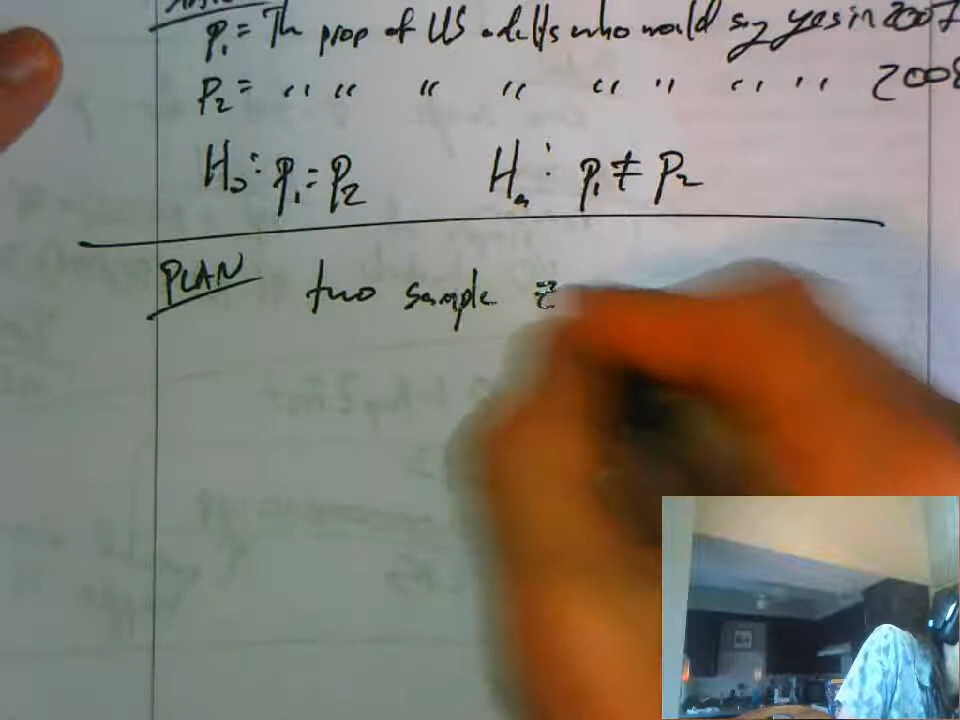 P₁ = The prop of US adults who would say yes in 2007
P₂ = " " " " " " " " 2008
H₀: P₁ = P₂ Hₐ: P₁ ≠ P₂
PLAN two sample z